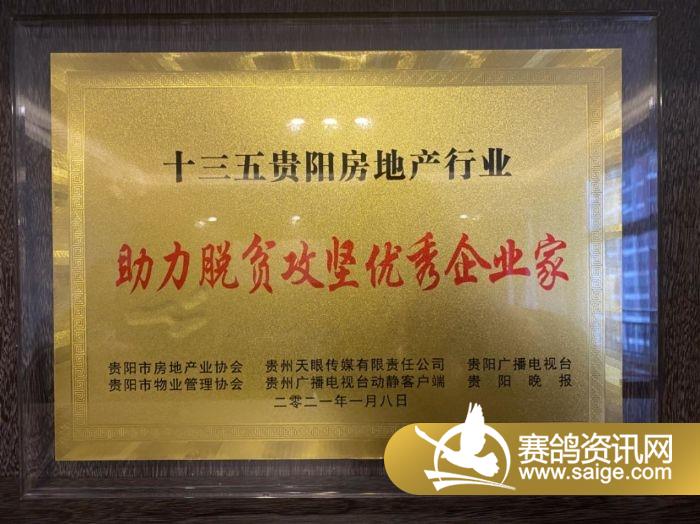 十三五贵阳房地产行业
助力脱贫攻坚优秀企业家
贵阳市房地产业协会 贵州天眼传媒有限责任公司 贵阳广播电视台
贵阳市物业管理协会 贵州广播电视台动静客户端 贵阳晚报
二零二一年一月八日
赛鸽资讯网
www.saige.com